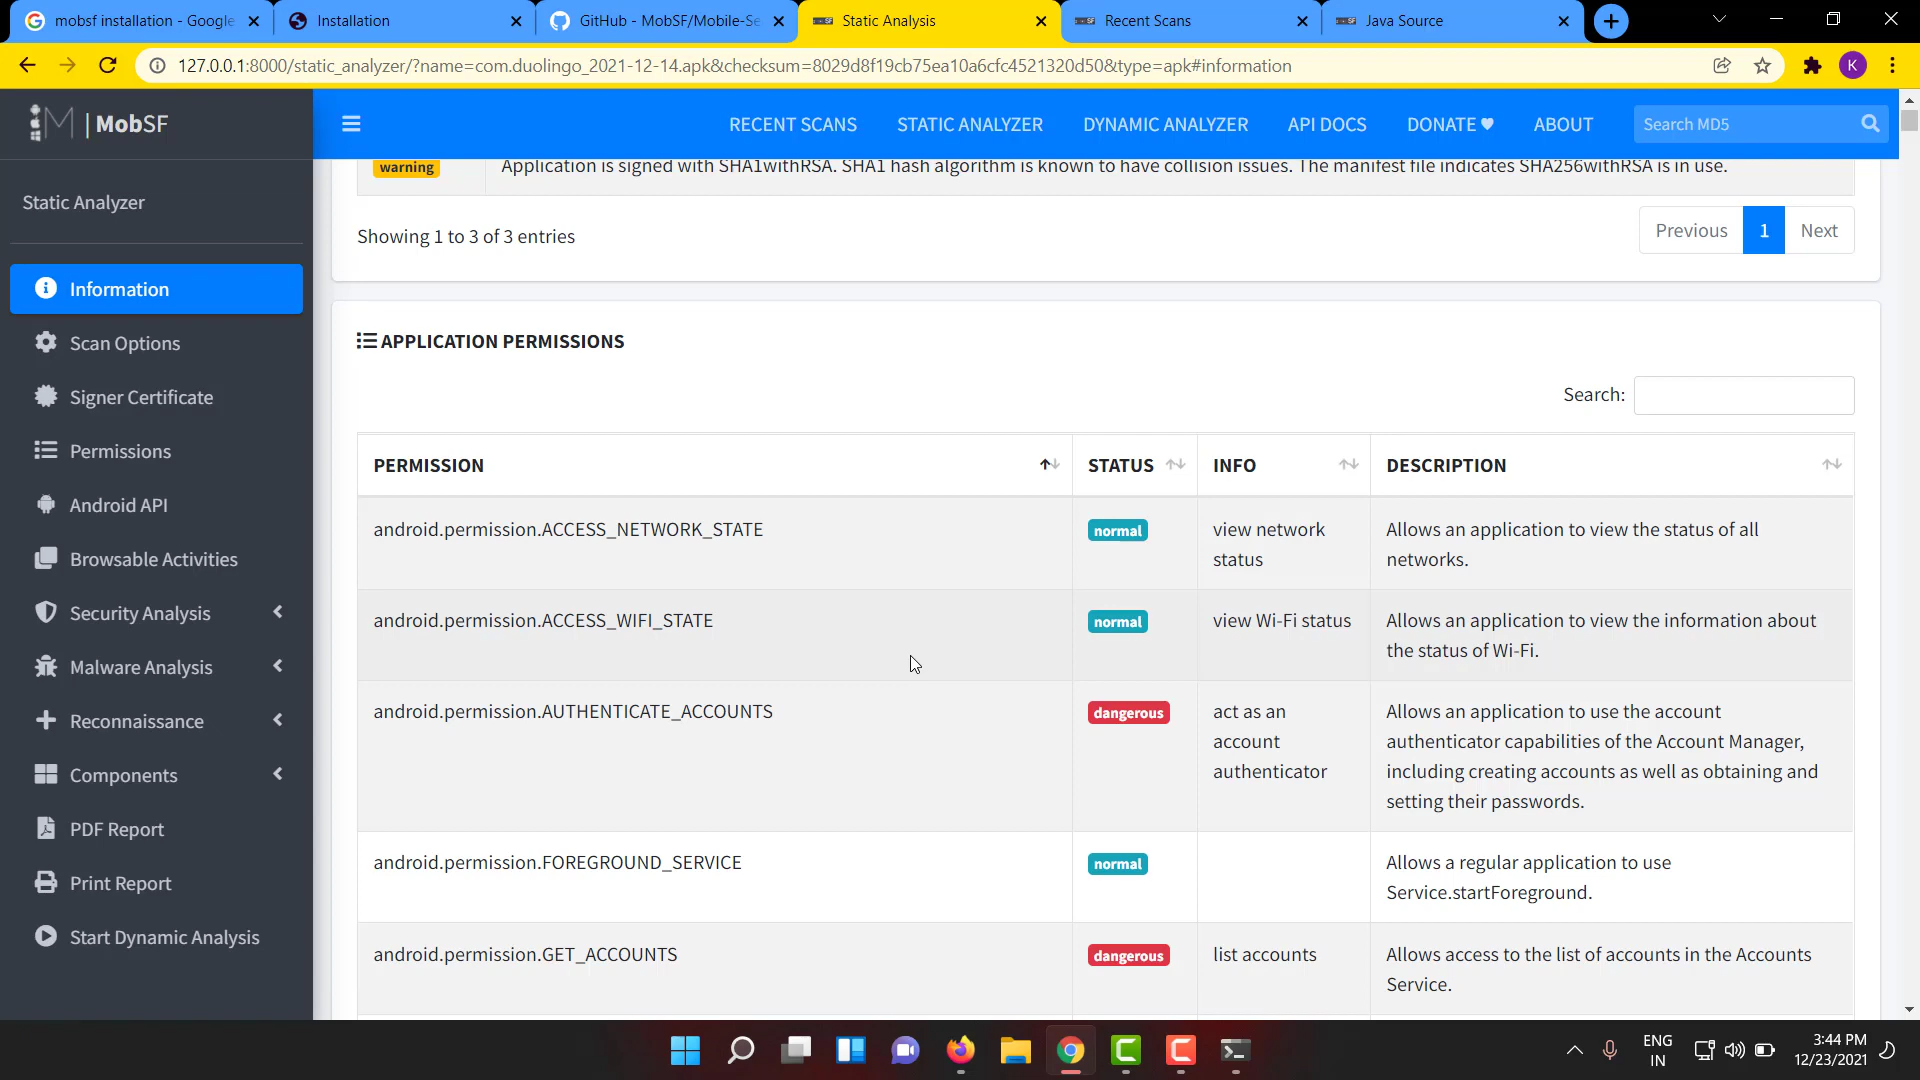 mobsf installation - Google
Installation
GitHub - MobSF/Mobile-Se
Static Analysis
Recent Scans
Java Source
127.0.0.1:8000/static_analyzer/?name=com.duolingo_2021-12-14.apk&checksum=8029d8f19cb75ea10a6cfc4521320d50&type=apk#information
K
M | MobSF
RECENT SCANS
STATIC ANALYZER
DYNAMIC ANALYZER
API DOCS
DONATE
ABOUT
Search MD5
Static Analyzer
Information
Scan Options
Signer Certificate
Permissions
Android API
Browsable Activities
Security Analysis
Malware Analysis
Reconnaissance
Components
PDF Report
Print Report
Start Dynamic Analysis
warning Application is signed with SHA1withRSA. SHA1 hash algorithm is known to have collision issues. The manifest file indicates SHA256withRSA is in use.
Showing 1 to 3 of 3 entries
Previous 1 Next
APPLICATION PERMISSIONS
Search:
PERMISSION STATUS INFO DESCRIPTION
android.permission.ACCESS_NETWORK_STATE normal view network Allows an application to view the status of all
status networks.
android.permission.ACCESS_WIFI_STATE normal view Wi-Fi status Allows an application to view the information about
the status of Wi-Fi.
android.permission.AUTHENTICATE_ACCOUNTS dangerous act as an Allows an application to use the account
account authenticator capabilities of the Account Manager,
authenticator including creating accounts as well as obtaining and
setting their passwords.
android.permission.FOREGROUND_SERVICE normal Allows a regular application to use
Service.startForeground.
android.permission.GET_ACCOUNTS dangerous list accounts Allows access to the list of accounts in the Accounts
Service.
ENG
IN
3:44 PM
12/23/2021